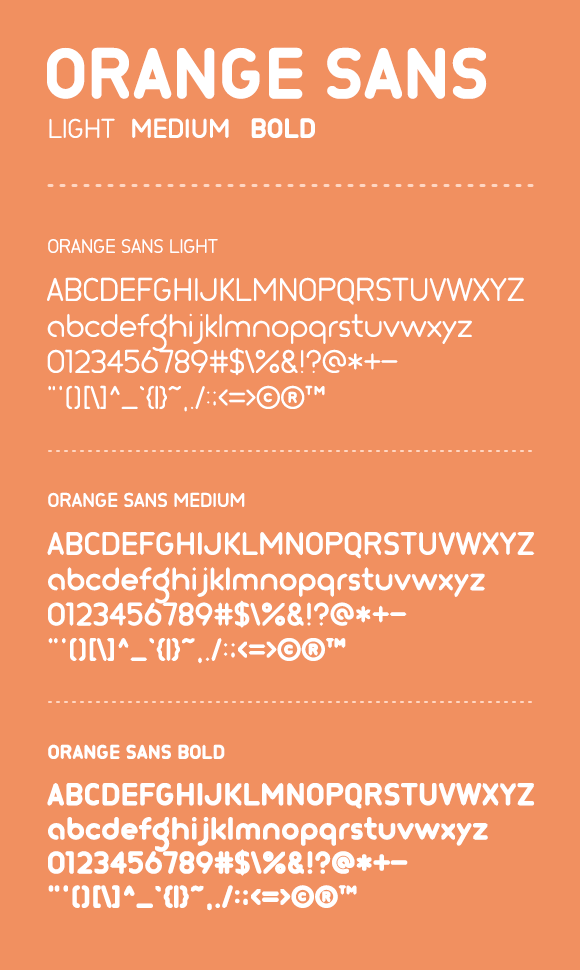 ORANGE SANS
LIGHT MEDIUM BOLD
ORANGE SANS LIGHT
ABCDEFGHIJKLMNOPQRSTUVWXYZ
abcdefghijklmnopqrstuvwxyz
0123456789#$\%&!?@*+−
"'()[\]^_`{|}~,./:;<=>©®™
ORANGE SANS MEDIUM
ABCDEFGHIJKLMNOPQRSTUVWXYZ
abcdefghijklmnopqrstuvwxyz
0123456789#$\%&!?@*+−
"'()[\]^_`{|}~,./:;<=>©®™
ORANGE SANS BOLD
ABCDEFGHIJKLMNOPQRSTUVWXYZ
abcdefghijklmnopqrstuvwxyz
0123456789#$\%&!?@*+−
"'()[\]^_`{|}~,./:;<=>©®™